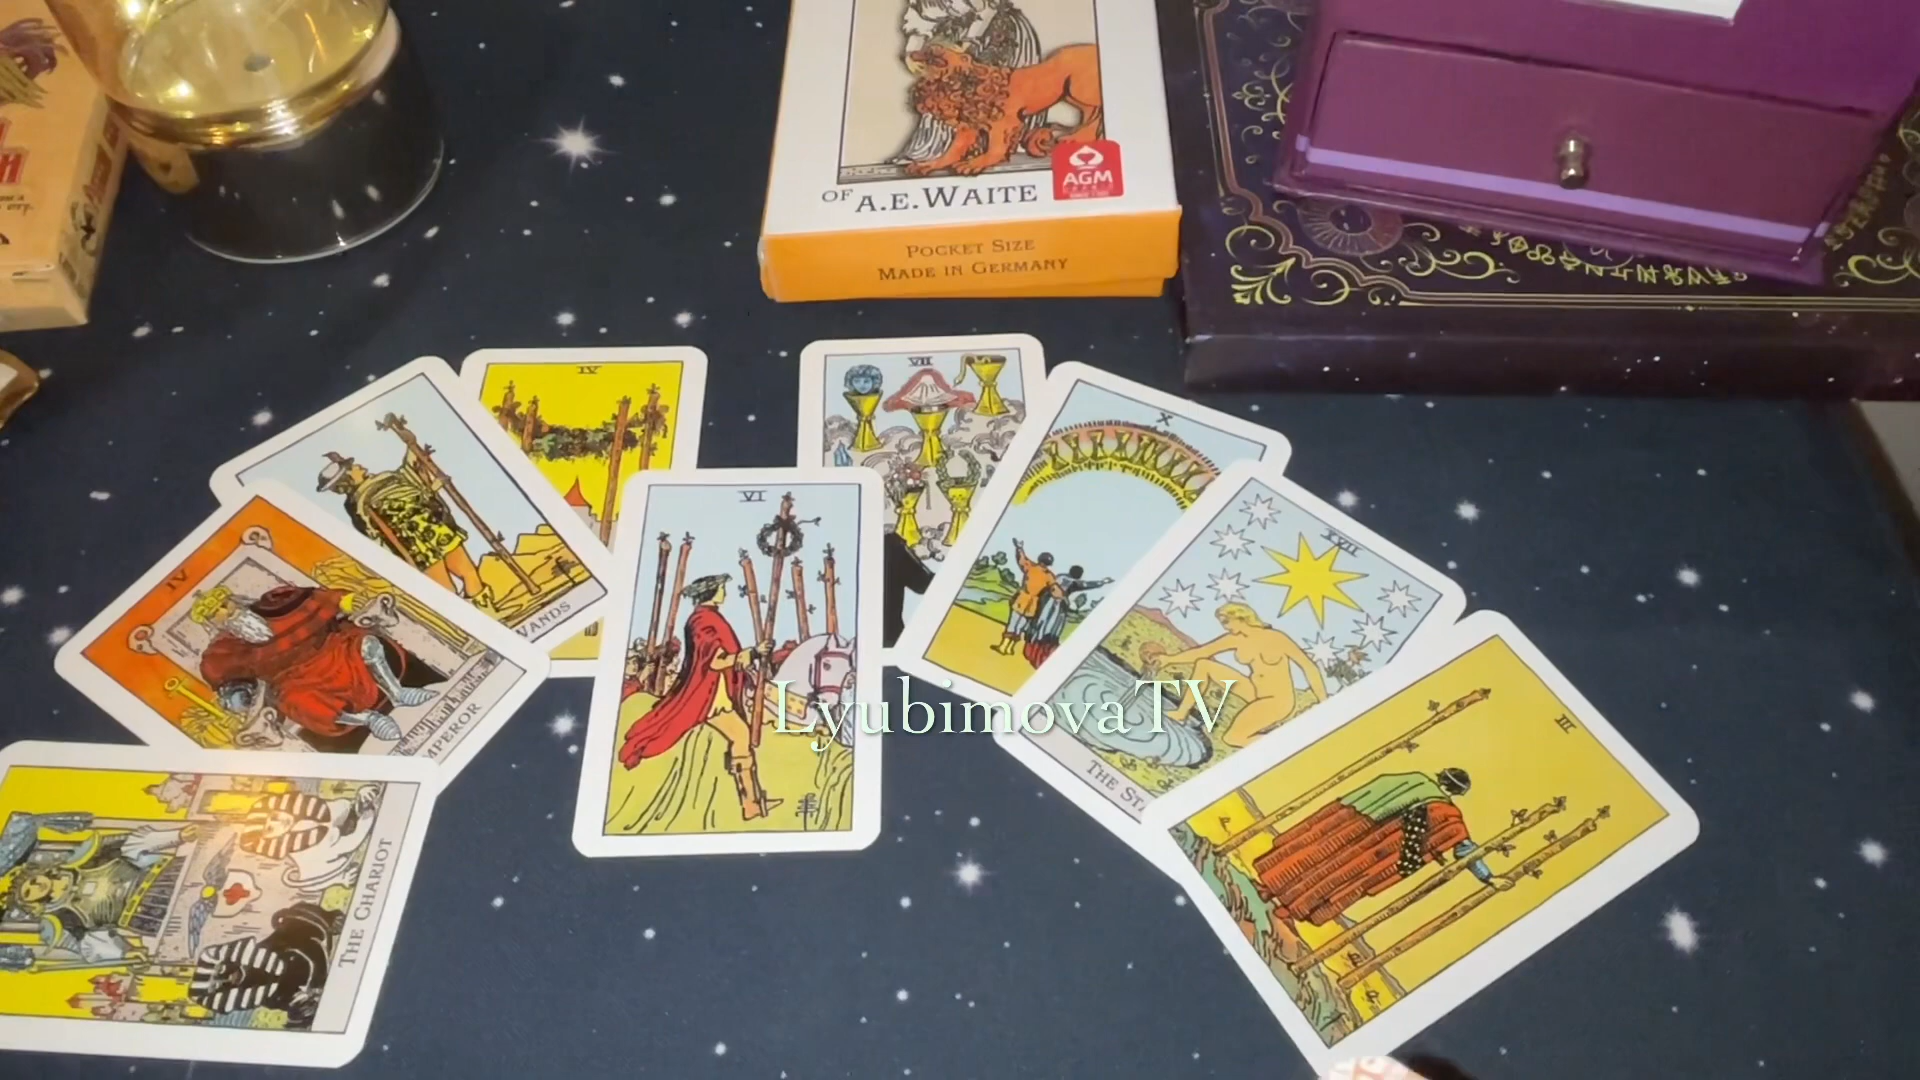 OF A.E. WAITE
AGM
POCKET SIZE
MADE IN GERMANY
IV
VII
X
VI
IV
WANDS
XVII
EMPEROR
III
LyubimovaTV
THE STA
THE CHARIOT